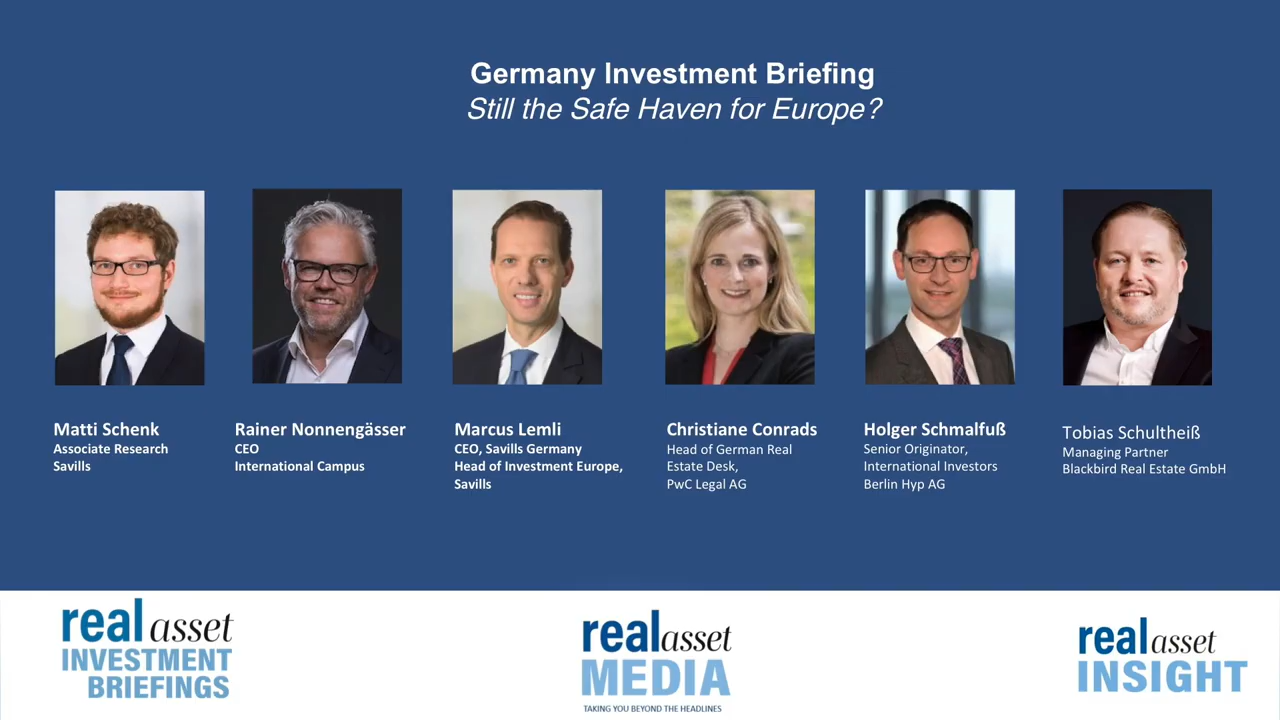 Germany Investment Briefing
Still the Safe Haven for Europe?
Matti Schenk
Associate Research
Savills
Rainer Nonnengässer
CEO
International Campus
Marcus Lemli
CEO, Savills Germany
Head of Investment Europe,
Savills
Christiane Conrads
Head of German Real
Estate Desk,
PwC Legal AG
Holger Schmalfuß
Senior Originator,
International Investors
Berlin Hyp AG
Tobias Schultheiß
Managing Partner
Blackbird Real Estate GmbH
real asset
INVESTMENT
BRIEFINGS
realasset
MEDIA
TAKING YOU BEYOND THE HEADLINES
real asset
INSIGHT